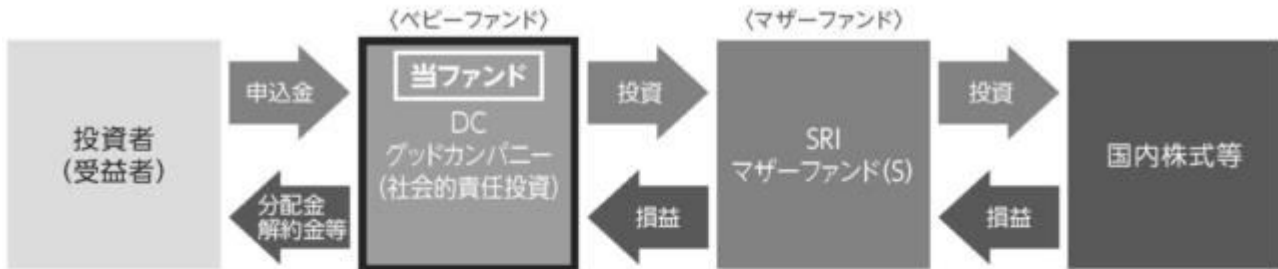 〈ベビーファンド〉
〈マザーファンド〉
投資者
(受益者)
申込金
分配金
解約金等
当ファンド
DC
グッドカンパニー
(社会的責任投資)
投資
損益
SRI
マザーファンド(S)
投資
損益
国内株式等